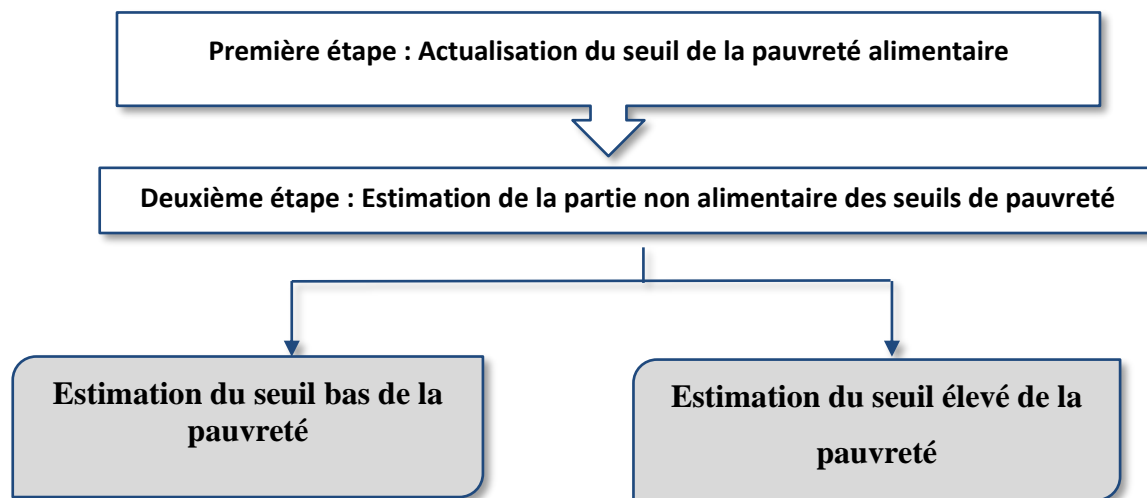 Première étape : Actualisation du seuil de la pauvreté alimentaire
Deuxième étape : Estimation de la partie non alimentaire des seuils de pauvreté
Estimation du seuil bas de la
pauvreté
Estimation du seuil élevé de la
pauvreté